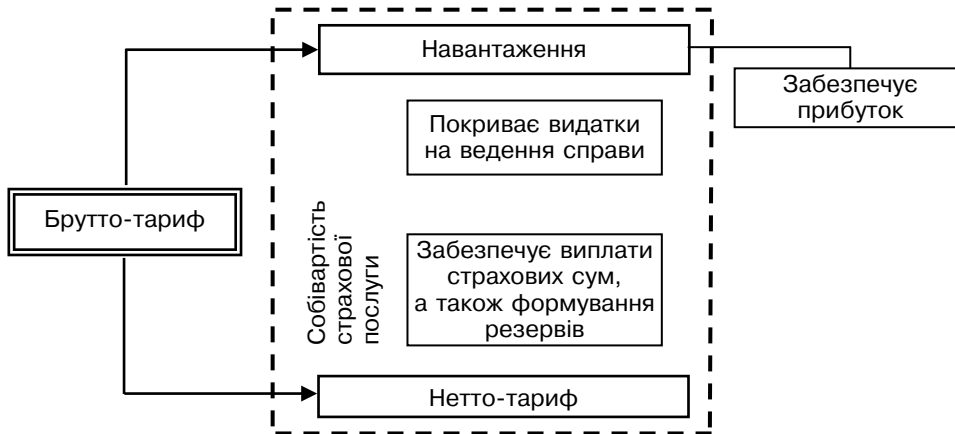 Навантаження
Забезпечує
прибуток
Покриває видатки
на ведення справи
Брутто-тариф
Собівартість
страхової
послуги
Забезпечує виплати
страхових сум,
а також формування
резервів
Нетто-тариф